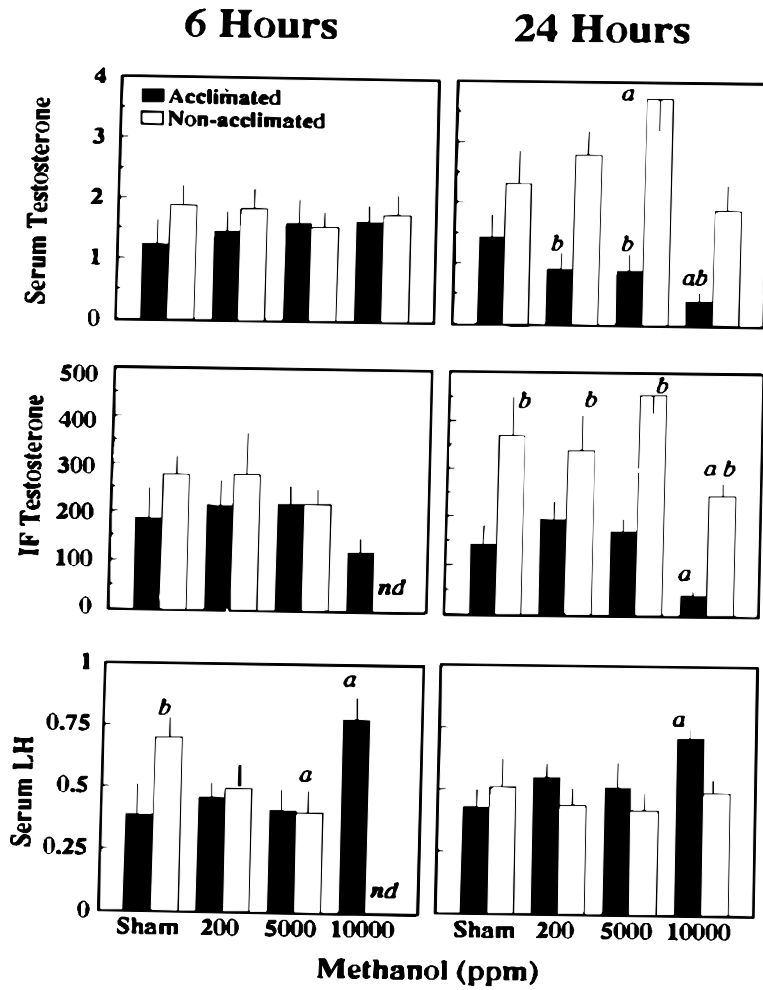 6 Hours 24 Hours
Serum Testosterone
4
3
2
1
0
Acclimated
Non-acclimated
a
b b
ab
IF Testosterone
500
400
300
200
100
0
nd
b b b
a b
a
Serum LH
1
0.75
0.5
0.25
0
b
a
a
nd
a
Sham 200 5000 10000 Sham 200 5000 10000
Methanol (ppm)